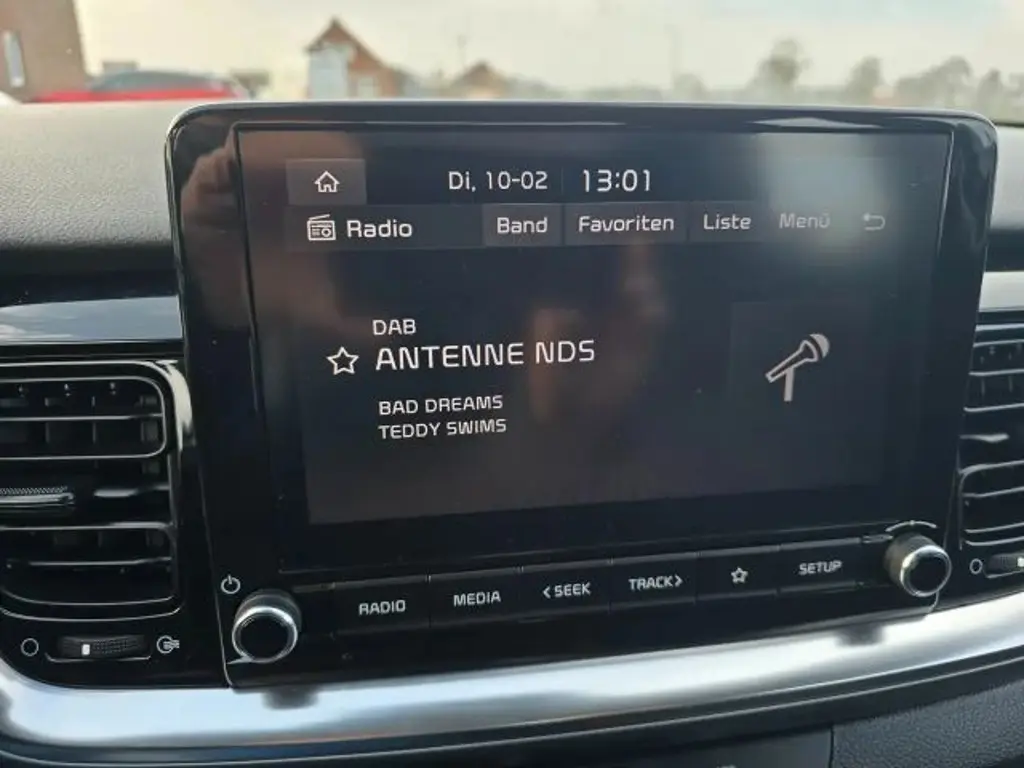 Di, 10-02 13:01
Radio Band Favoriten Liste Menü
DAB
ANTENNE NDS
BAD DREAMS
TEDDY SWIMS
RADIO MEDIA <SEEK TRACK> SETUP